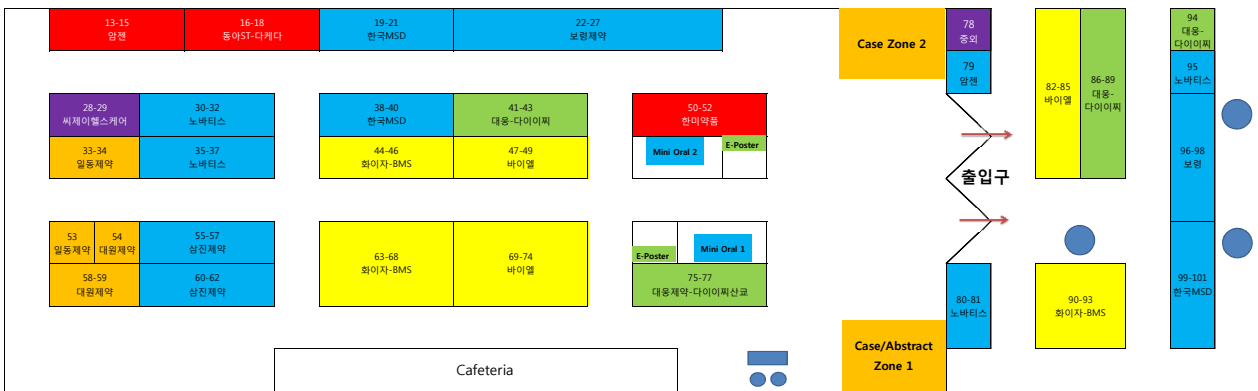 13-15
암젠
16-18
동아ST-다케다
19-21
한국MSD
22-27
보령제약
Case Zone 2
78
중외
79
암젠
82-85
바이엘
86-89
대웅-
다이이찌
94
대웅-
다이이찌
95
노바티스
28-29
씨제이헬스케어
30-32
노바티스
38-40
한국MSD
41-43
대웅-다이이찌
50-52
한미약품
33-34
일동제약
35-37
노바티스
44-46
화이자-BMS
47-49
바이엘
Mini Oral 2
E-Poster
출입구
96-98
보령
53
일동제약
54
대원제약
55-57
삼진제약
63-68
화이자-BMS
69-74
바이엘
E-Poster
Mini Oral 1
58-59
대원제약
60-62
삼진제약
75-77
대웅제약-다이이찌산쿄
80-81
노바티스
90-93
화이자-BMS
99-101
한국MSD
Case/Abstract
Zone 1
Cafeteria